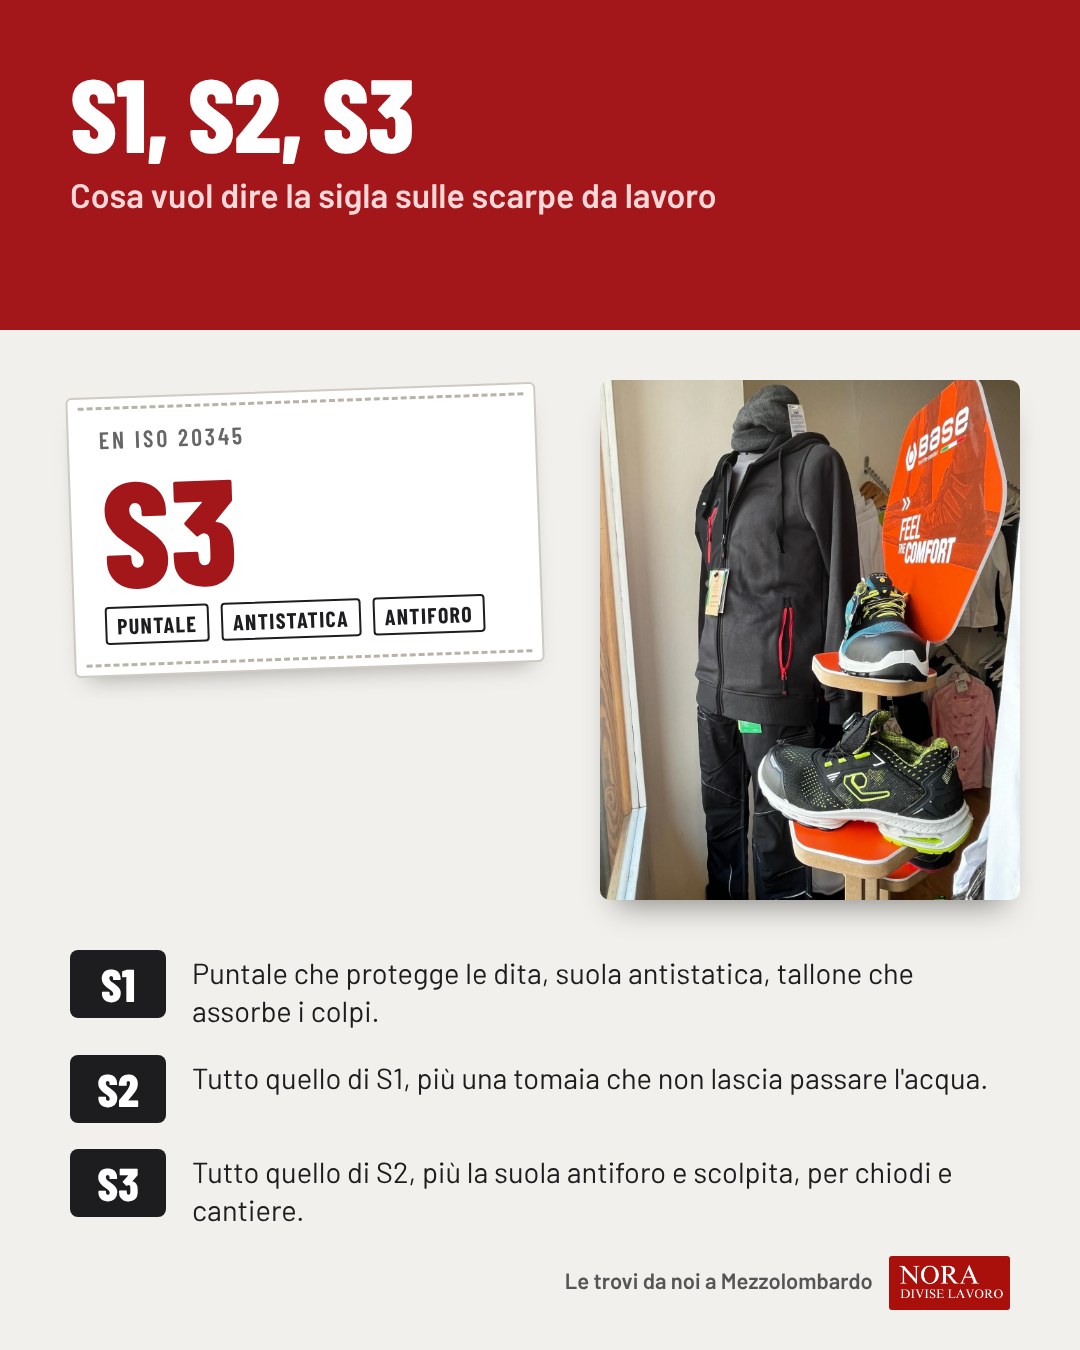 S1, S2, S3
Cosa vuol dire la sigla sulle scarpe da lavoro
EN ISO 20345
S3
PUNTALE ANTISTATICA ANTIFORO
BASE
FEEL
THE COMFORT
S1
Puntale che protegge le dita, suola antistatica, tallone che
assorbe i colpi.
S2
Tutto quello di S1, più una tomaia che non lascia passare l'acqua.
S3
Tutto quello di S2, più la suola antiforo e scolpita, per chiodi e
cantiere.
Le trovi da noi a Mezzolombardo
NORA
DIVISE LAVORO